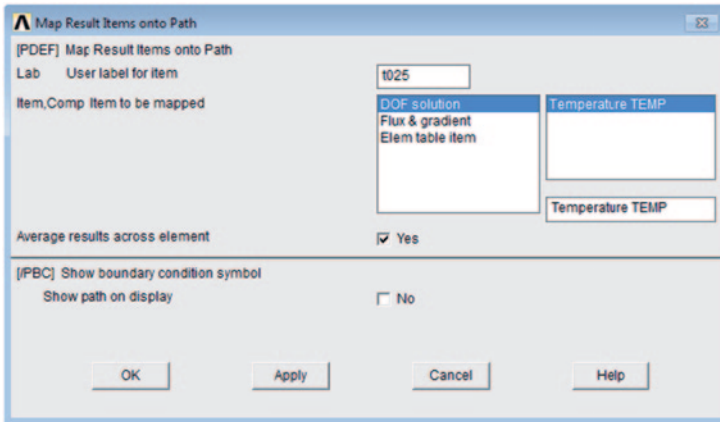 Map Result Items onto Path
[PDEF] Map Result Items onto Path
Lab User label for item t025
Item,Comp Item to be mapped DOF solution Temperature TEMP
Flux & gradient
Elem table item
Temperature TEMP
Average results across element Yes
[/PBC] Show boundary condition symbol
Show path on display No
OK Apply Cancel Help